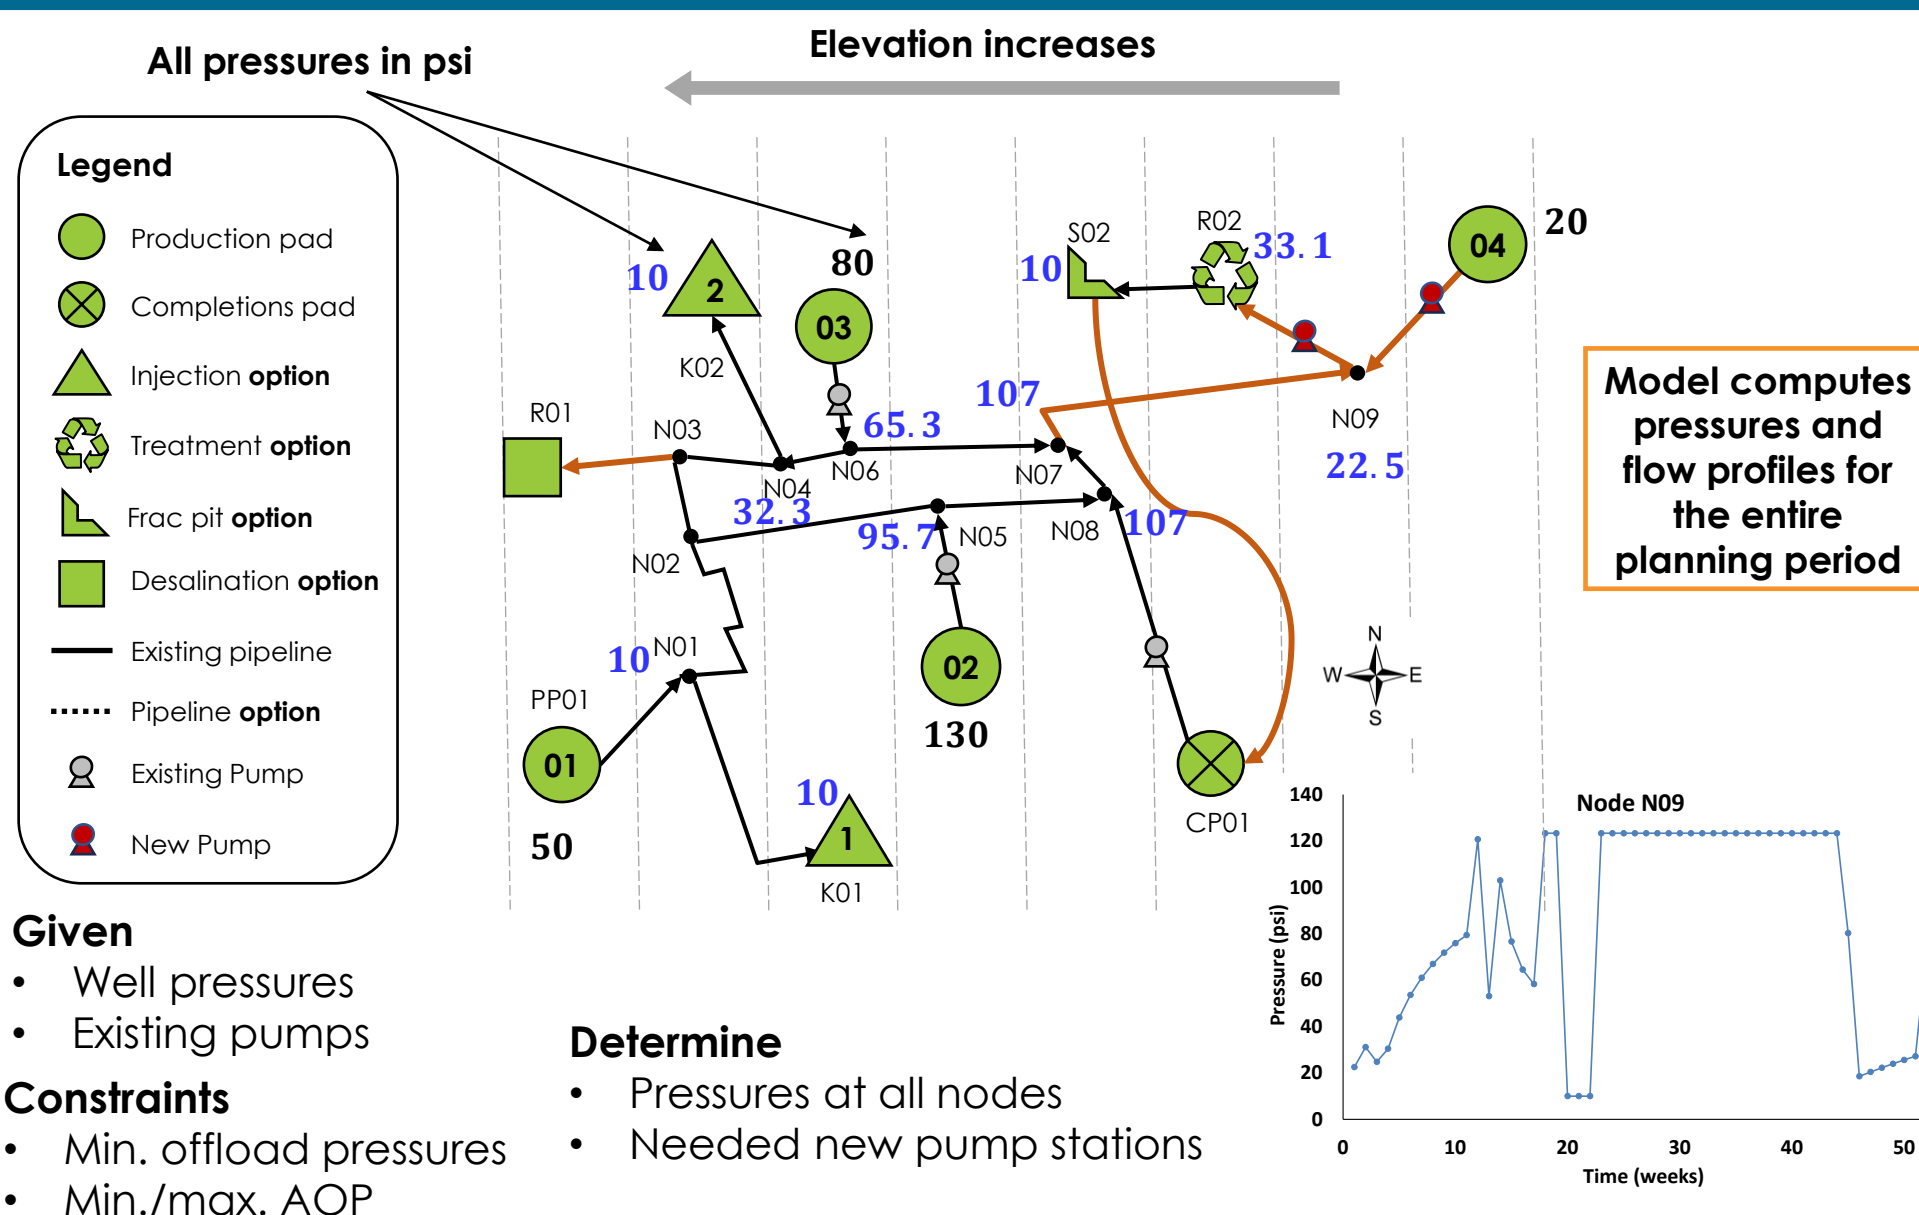 All pressures in psi
Elevation increases
Legend
Production pad
Completions pad
Injection option
Treatment option
Frac pit option
Desalination option
Existing pipeline
Pipeline option
Existing Pump
New Pump
10
2
K02
80
03
S02
10
R02
33.1
04
20
R01
N03
N04
32.3
65.3
N06
107
N07
N09
22.5
N02
95.7
N05
N08
107
10
N01
PP01
01
50
02
130
10
1
K01
CP01
N
W
E
S
Model computes
pressures and
flow profiles for
the entire
planning period
Given
• Well pressures
• Existing pumps
Constraints
• Min. offload pressures
• Min./max. AOP
Determine
• Pressures at all nodes
• Needed new pump stations
Node N09
Pressure (psi)
140
120
100
80
60
40
20
0
0 10 20 30 40 50
Time (weeks)